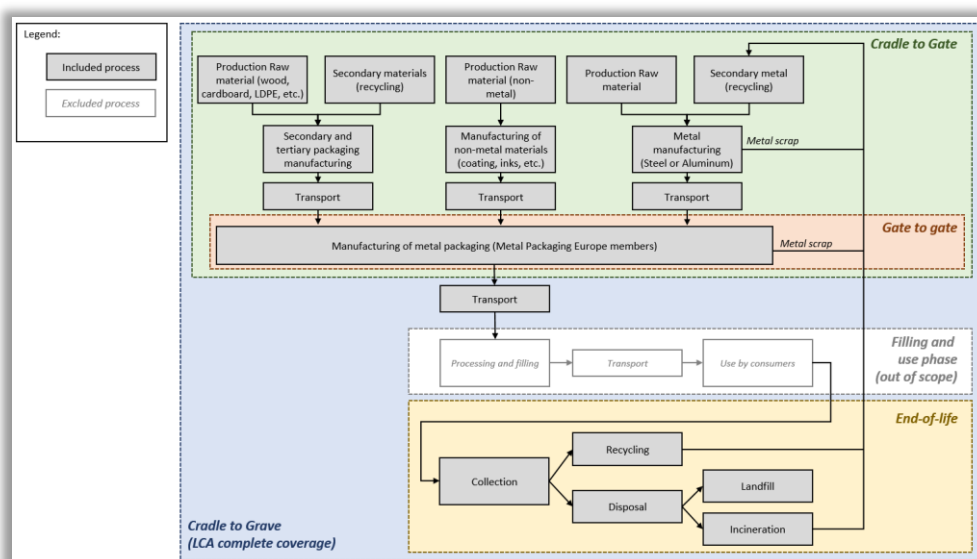 Legend:
Included process
Excluded process
Cradle to Gate
Production Raw
material (wood,
cardboard, LDPE, etc.)
Secondary materials
(recycling)
Production Raw
material (non-
metal)
Production Raw
material
Secondary metal
(recycling)
Secondary and
tertiary packaging
manufacturing
Manufacturing of
non-metal materials
(coating, inks, etc.)
Metal
manufacturing
(Steel or Aluminum)
Metal scrap
Transport
Transport
Transport
Gate to gate
Manufacturing of metal packaging (Metal Packaging Europe members)
Metal scrap
Transport
Filling and
use phase
(out of scope)
Processing and filling
Transport
Use by consumers
End-of-life
Collection
Recycling
Disposal
Landfill
Incineration
Cradle to Grave
(LCA complete coverage)